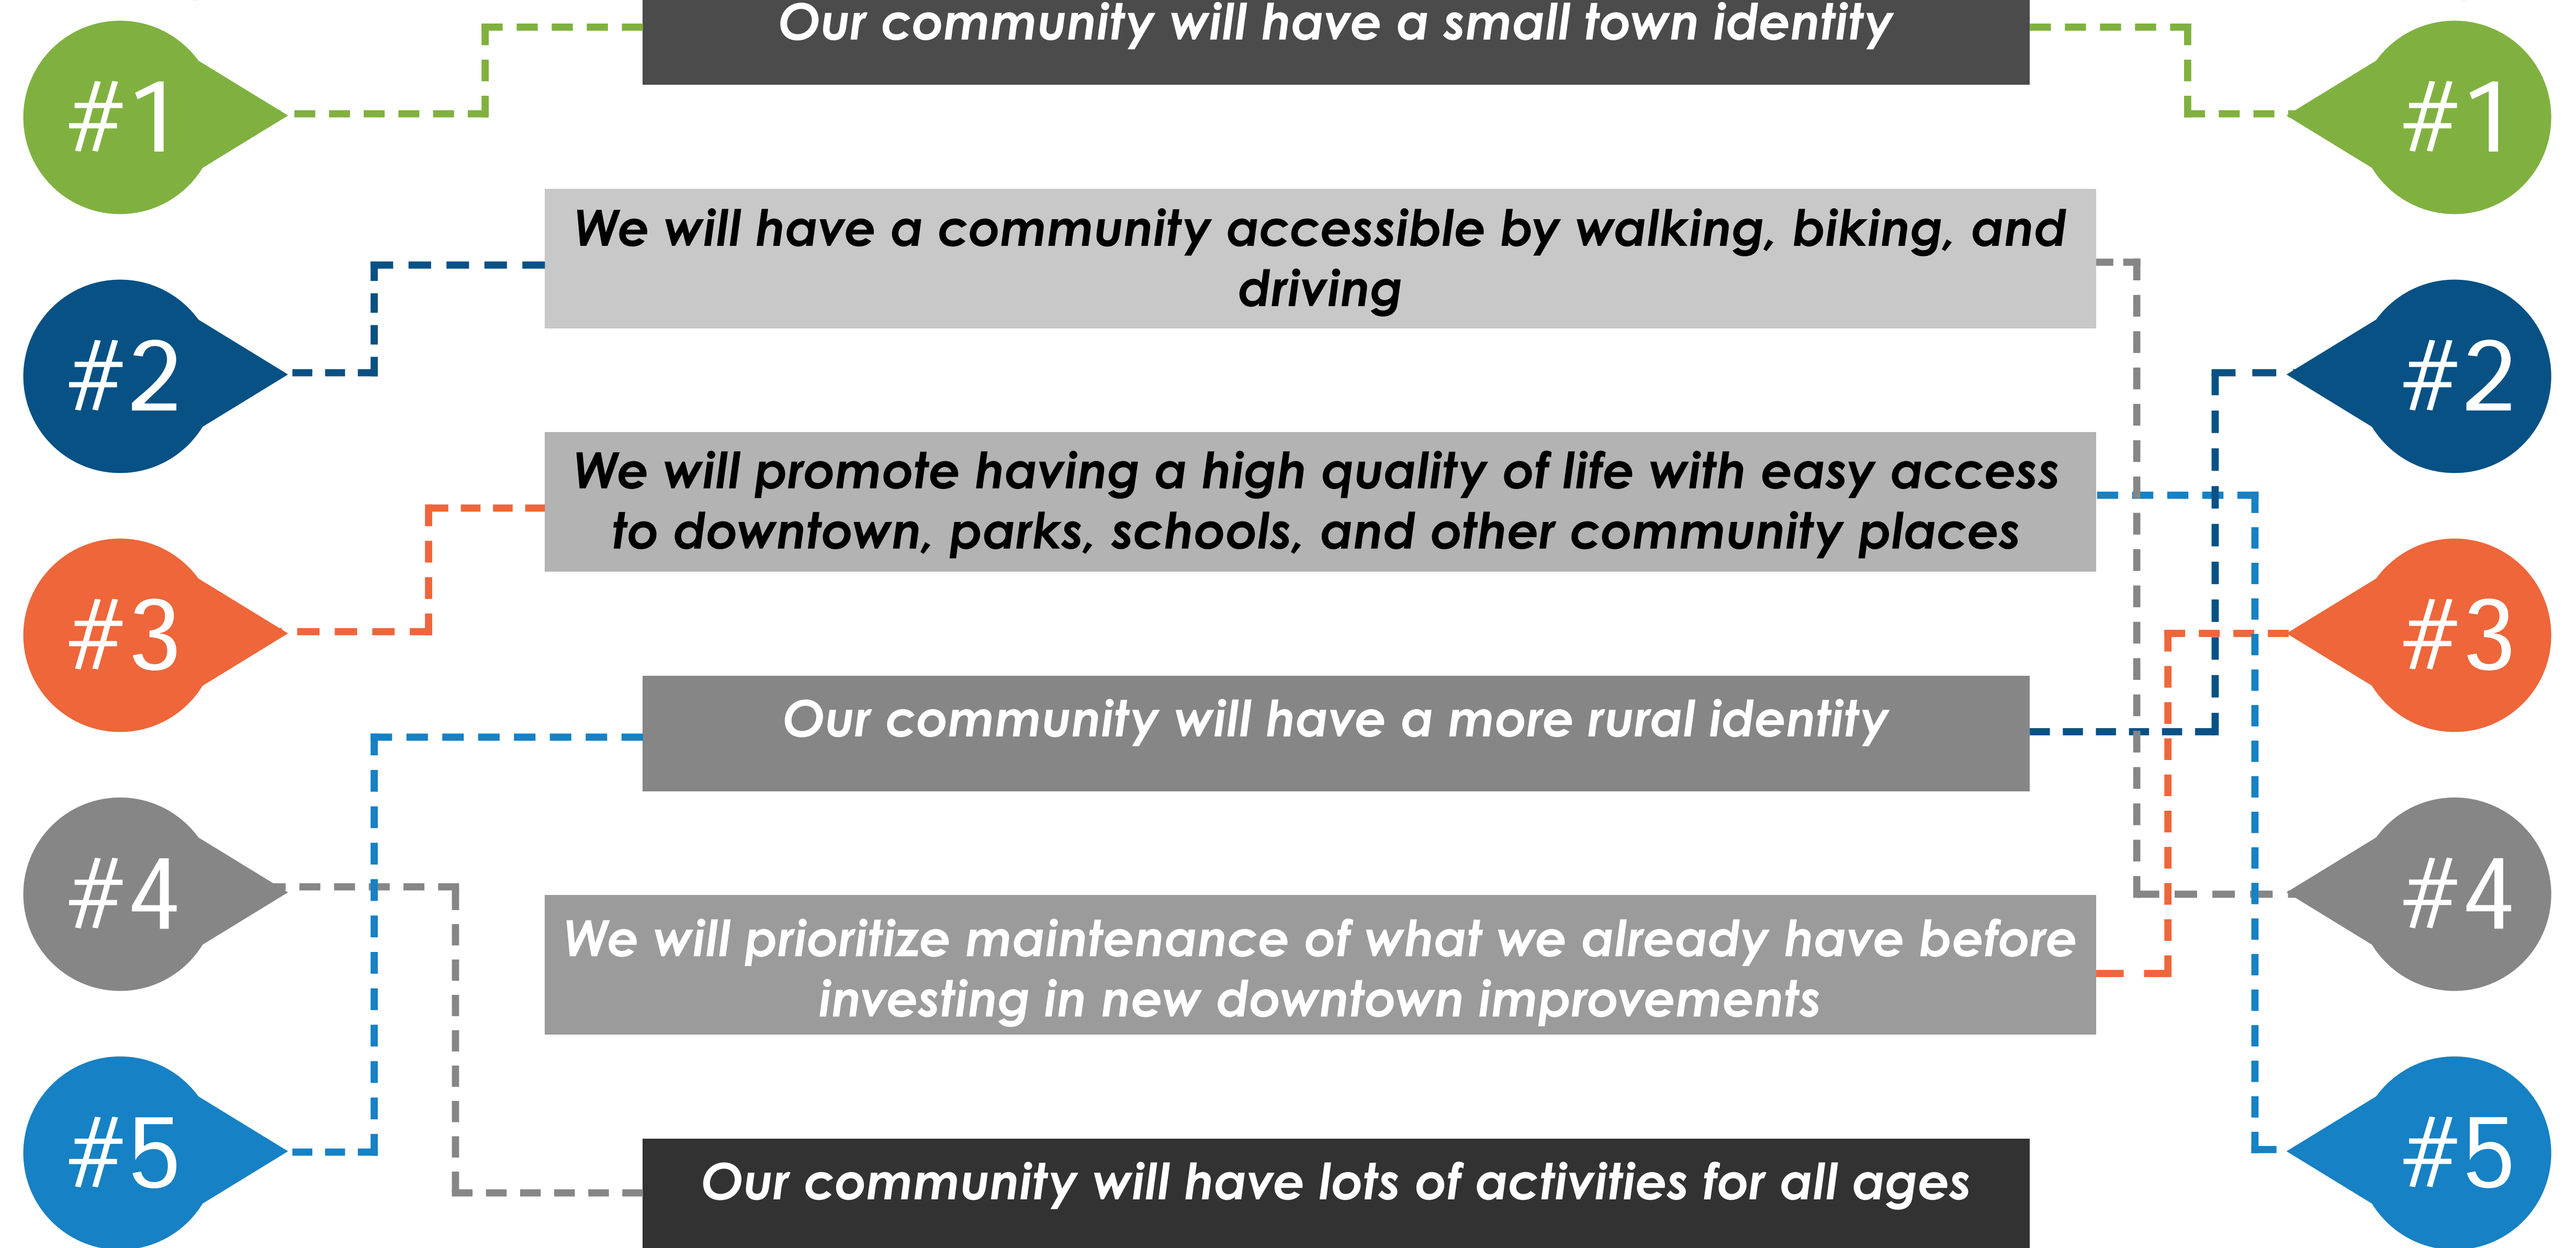 Our community will have a small town identity
#1
#1
We will have a community accessible by walking, biking, and
driving
#2
#2
We will promote having a high quality of life with easy access
to downtown, parks, schools, and other community places
#3
#3
Our community will have a more rural identity
#4
#4
We will prioritize maintenance of what we already have before
investing in new downtown improvements
#5
#5
Our community will have lots of activities for all ages